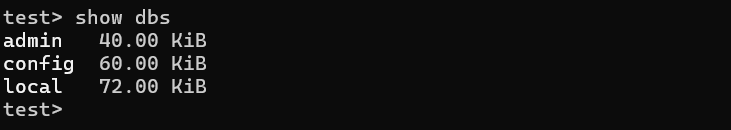 test> show dbs
admin   40.00 KiB
config  60.00 KiB
local   72.00 KiB
test>